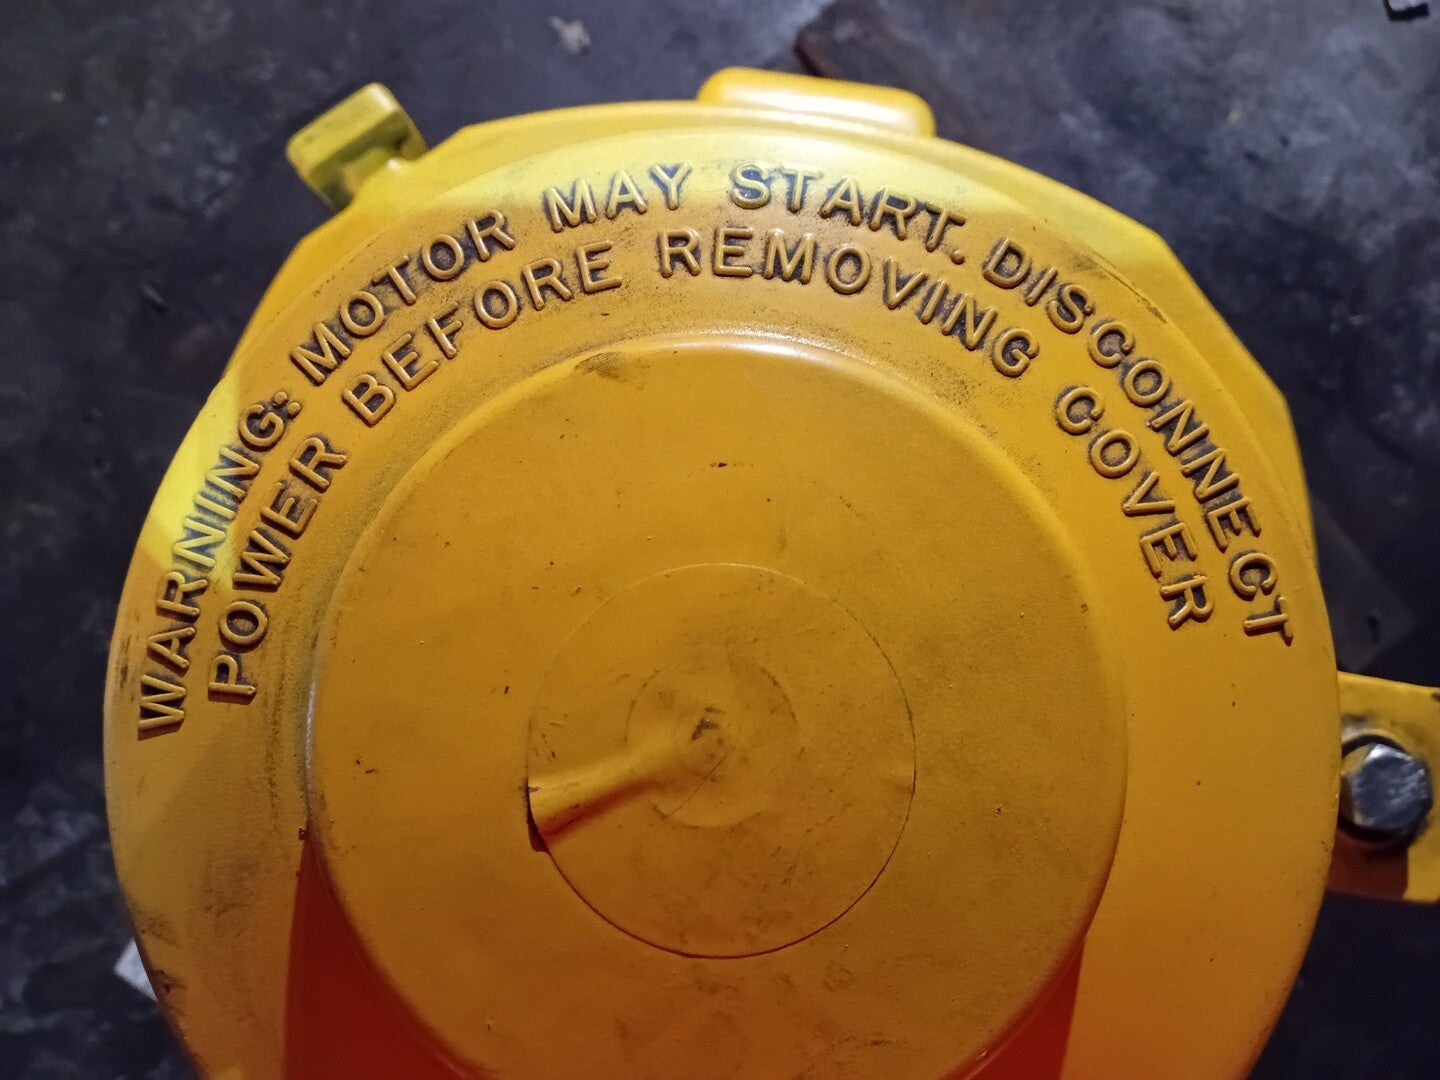 WARNING: MOTOR MAY START. DISCONNECT
POWER BEFORE REMOVING COVER